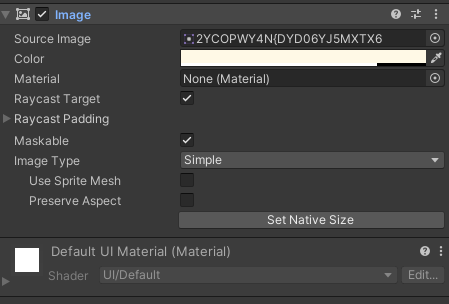 Image
Source Image 2YCOPWY4N{DYD06YJ5MXTX6
Color
Material None (Material)
Raycast Target
Raycast Padding
Maskable
Image Type Simple
Use Sprite Mesh
Preserve Aspect
Set Native Size
Default UI Material (Material)
Shader UI/Default Edit...